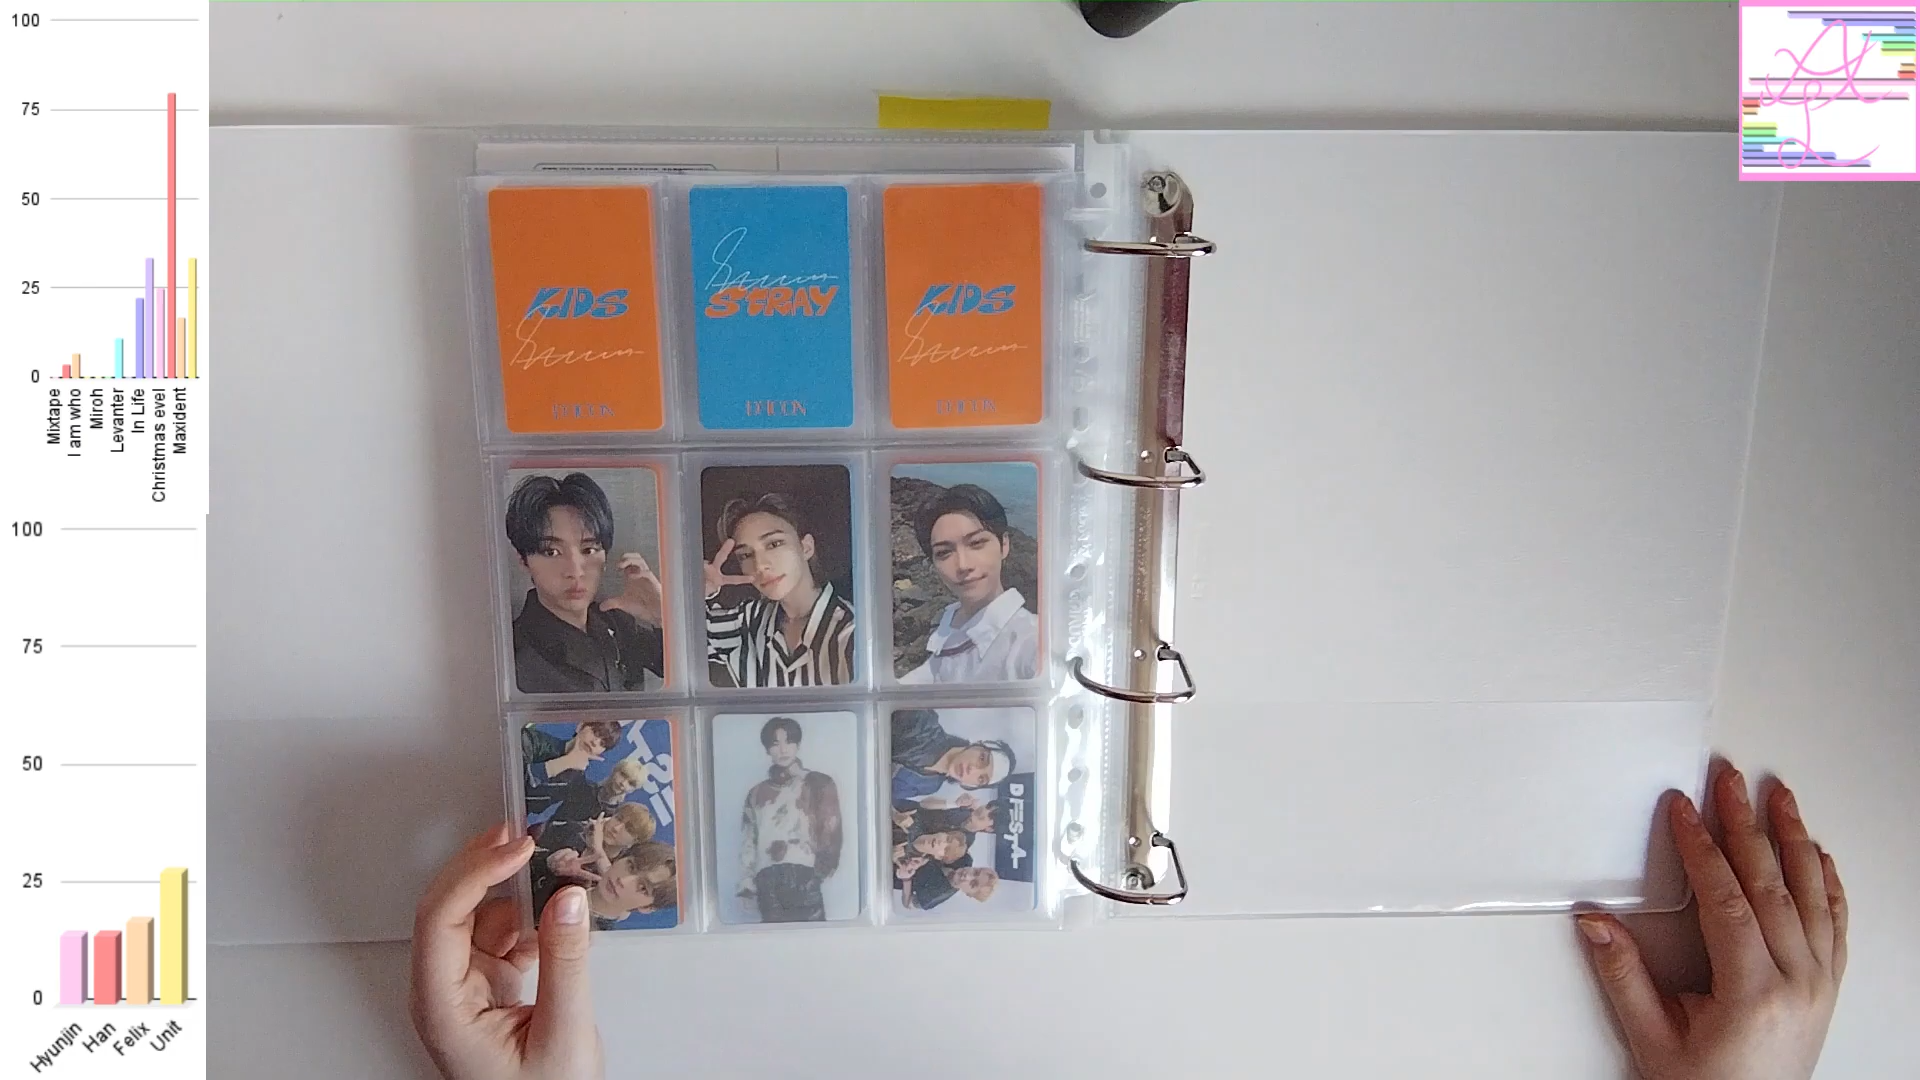 100
75
50
25
0
Mixtape
I am who
Miroh
Levanter
In Life
Christmas evel
Maxident
100
75
50
25
0
Hyunjin
Han
Felix
Unit
KIDS
DICON
STRAY
DICON
KIDS
DICON
DFESTA